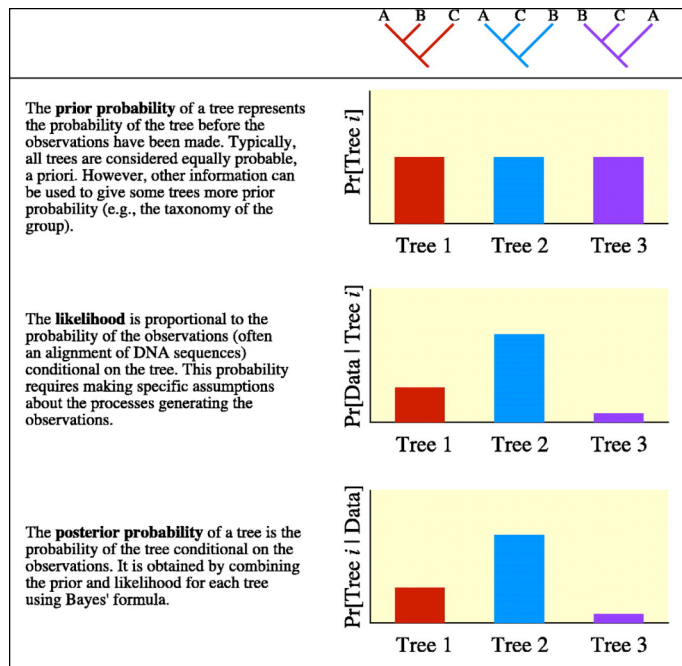 A B C A C B B C A
The prior probability of a tree represents
the probability of the tree before the
observations have been made. Typically,
all trees are considered equally probable,
a priori. However, other information can
be used to give some trees more prior
probability (e.g., the taxonomy of the
group).
Pr[Tree i]
Tree 1 Tree 2 Tree 3
The likelihood is proportional to the
probability of the observations (often
an alignment of DNA sequences)
conditional on the tree. This probability
requires making specific assumptions
about the processes generating the
observations.
Pr[Data | Tree i]
Tree 1 Tree 2 Tree 3
The posterior probability of a tree is the
probability of the tree conditional on the
observations. It is obtained by combining
the prior and likelihood for each tree
using Bayes' formula.
Pr[Tree i | Data]
Tree 1 Tree 2 Tree 3